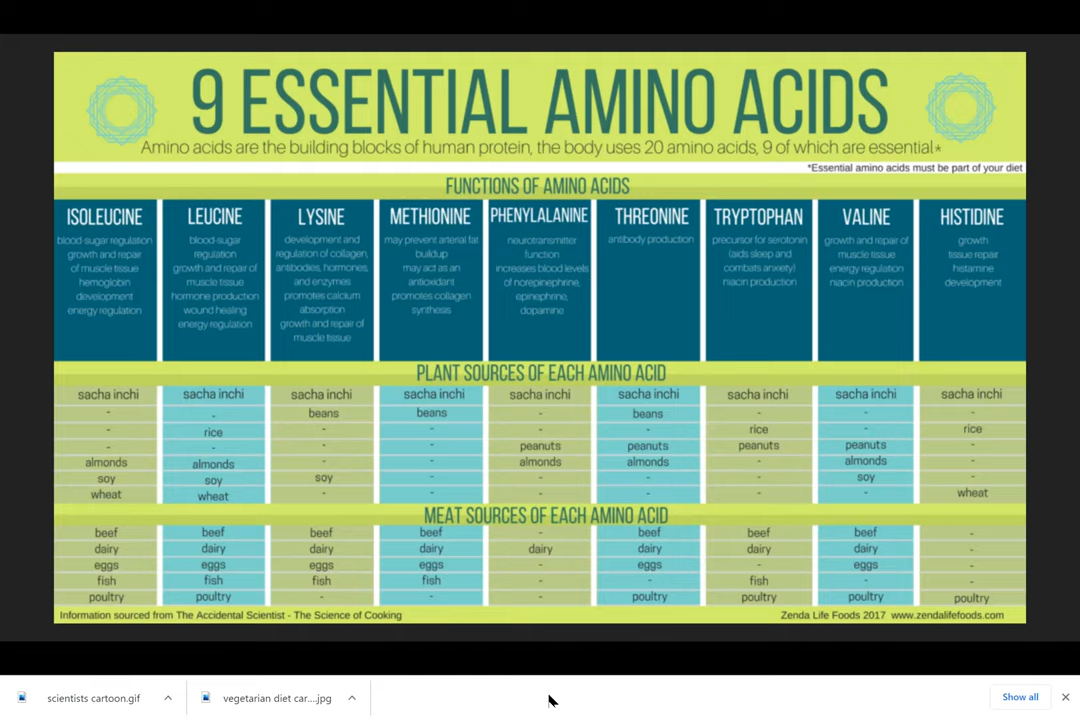 9 ESSENTIAL AMINO ACIDS
Amino acids are the building blocks of human protein, the body uses 20 amino acids, 9 of which are essential*
*Essential amino acids must be part of your diet
FUNCTIONS OF AMINO ACIDS
ISOLEUCINE
blood-sugar regulation
growth and repair
of muscle tissue
hemoglobin
development
energy regulation
LEUCINE
blood-sugar
regulation
growth and repair of
muscle tissue
hormone production
wound healing
energy regulation
LYSINE
development and
regulation of collagen,
antibodies, hormones,
and enzymes
promotes calcium
absorption
growth and repair of
muscle tissue
METHIONINE
may prevent arterial fat
buildup
may act as an
antioxidant
promotes collagen
synthesis
PHENYLALANINE
neurotransmitter
function
increases blood levels
of norepinephrine,
epinephrine,
dopamine
THREONINE
antibody production
TRYPTOPHAN
precursor for serotonin
(aids sleep and
combats anxiety)
niacin production
VALINE
growth and repair of
muscle tissue
energy regulation
niacin production
HISTIDINE
growth
tissue repair
histamine
development
PLANT SOURCES OF EACH AMINO ACID
sacha inchi sacha inchi sacha inchi sacha inchi sacha inchi sacha inchi sacha inchi sacha inchi sacha inchi
- - beans beans - beans - - -
- rice - - - - rice - rice
- - - - peanuts peanuts peanuts peanuts -
almonds almonds - - almonds almonds - almonds -
soy soy soy - - - - soy -
wheat wheat - - - - - - wheat
MEAT SOURCES OF EACH AMINO ACID
beef beef beef beef - beef beef beef -
dairy dairy dairy dairy dairy dairy dairy dairy -
eggs eggs eggs eggs - eggs - eggs -
fish fish fish fish - - fish - -
poultry poultry - - - poultry poultry poultry poultry
Information sourced from The Accidental Scientist - The Science of Cooking
Zenda Life Foods 2017 www.zendalifefoods.com
scientists cartoon.gif
vegetarian diet car....jpg
Show all